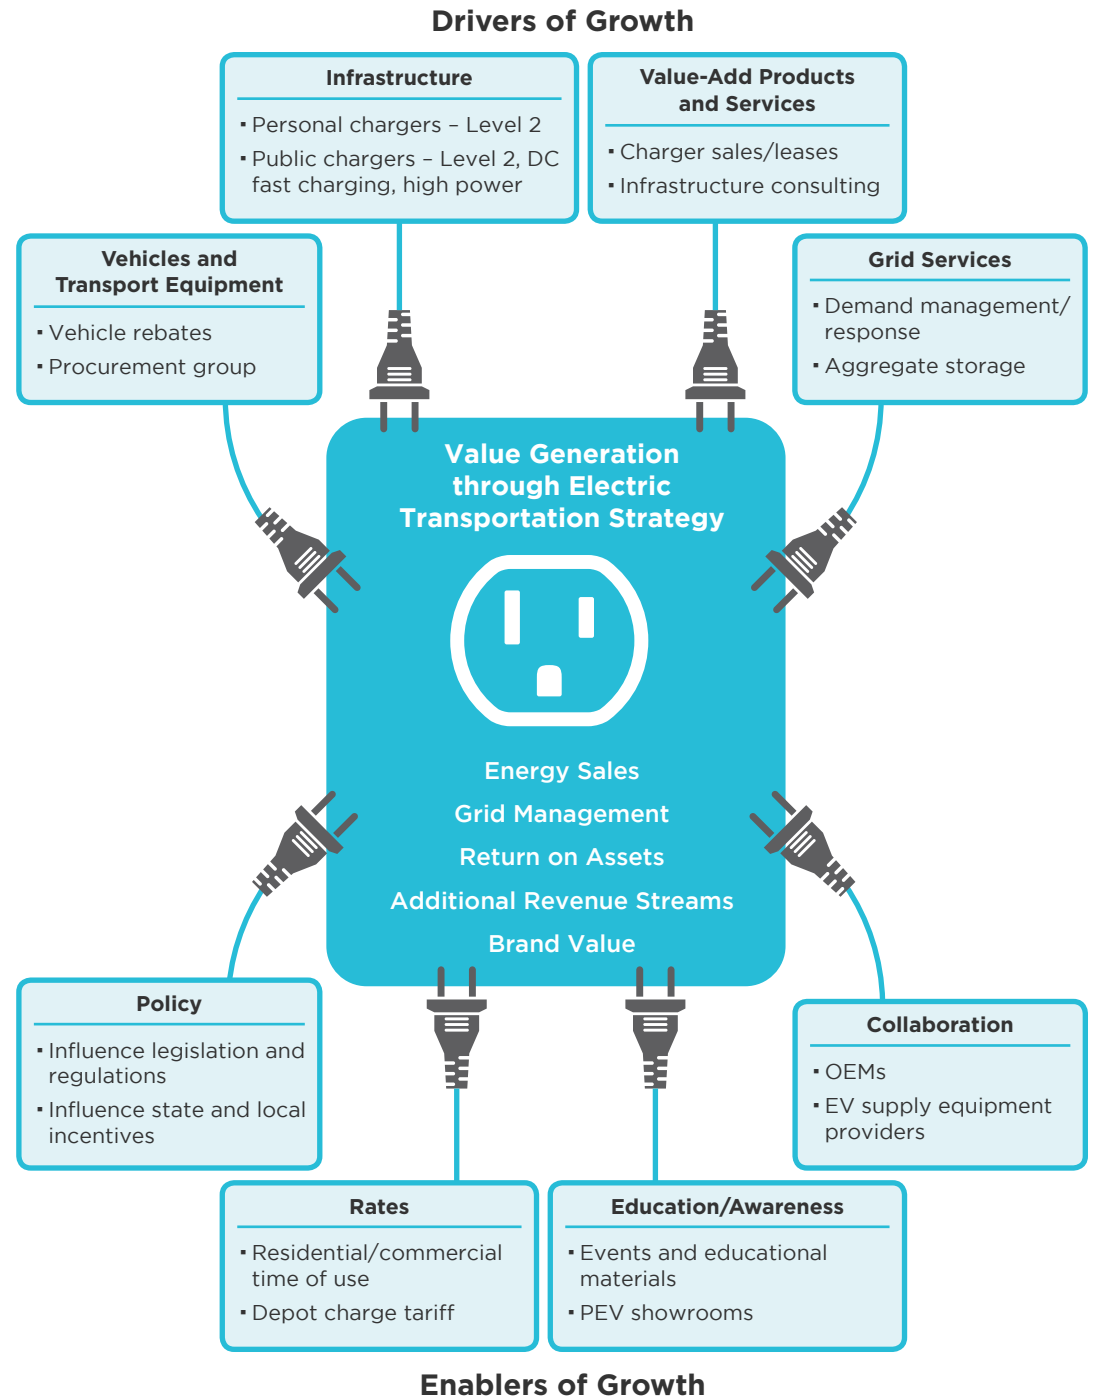 Drivers of Growth
Infrastructure
▪ Personal chargers – Level 2
▪ Public chargers – Level 2, DC
fast charging, high power
Value-Add Products
and Services
▪ Charger sales/leases
▪ Infrastructure consulting
Vehicles and
Transport Equipment
▪ Vehicle rebates
▪ Procurement group
Grid Services
▪ Demand management/
response
▪ Aggregate storage
Value Generation
through Electric
Transportation Strategy
Energy Sales
Grid Management
Return on Assets
Additional Revenue Streams
Brand Value
Policy
▪ Influence legislation and
regulations
▪ Influence state and local
incentives
Collaboration
▪ OEMs
▪ EV supply equipment
providers
Rates
▪ Residential/commercial
time of use
▪ Depot charge tariff
Education/Awareness
▪ Events and educational
materials
▪ PEV showrooms
Enablers of Growth